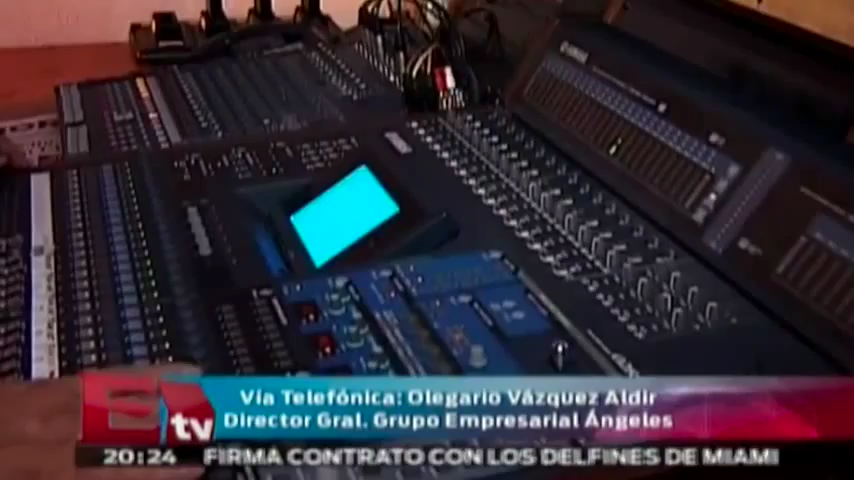 YAMAHA
Vía Telefónica: Olegario Vázquez Aldir
Director Gral. Grupo Empresarial Ángeles
tv
20:24 FIRMA CONTRATO CON LOS DELFINES DE MIAMI